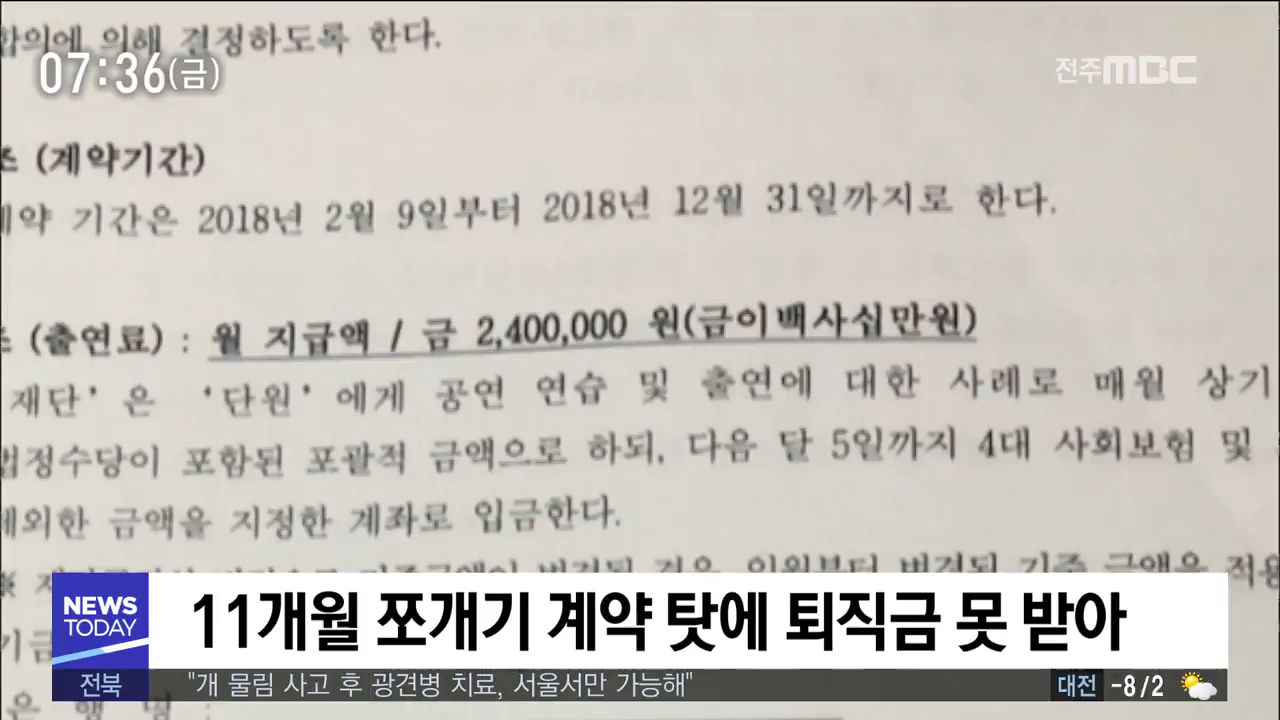 합의에 의해 결정하도록 한다.
07:36(금)
전주MBC
조 (계약기간)
계약 기간은 2018년 2월 9일부터 2018년 12월 31일까지로 한다.
조 (출연료) : 월 지급액 / 금 2,400,000 원(금이백사십만원)
재단’은 ‘단원’에게 공연 연습 및 출연에 대한 사례로 매월 상기
법정수당이 포함된 포괄적 금액으로 하되, 다음 달 5일까지 4대 사회보험 및
제외한 금액을 지정한 계좌로 입금한다.
NEWS TODAY
11개월 쪼개기 계약 탓에 퇴직금 못 받아
전북 "개 물림 사고 후 광견병 치료, 서울서만 가능해" 대전 -8/2